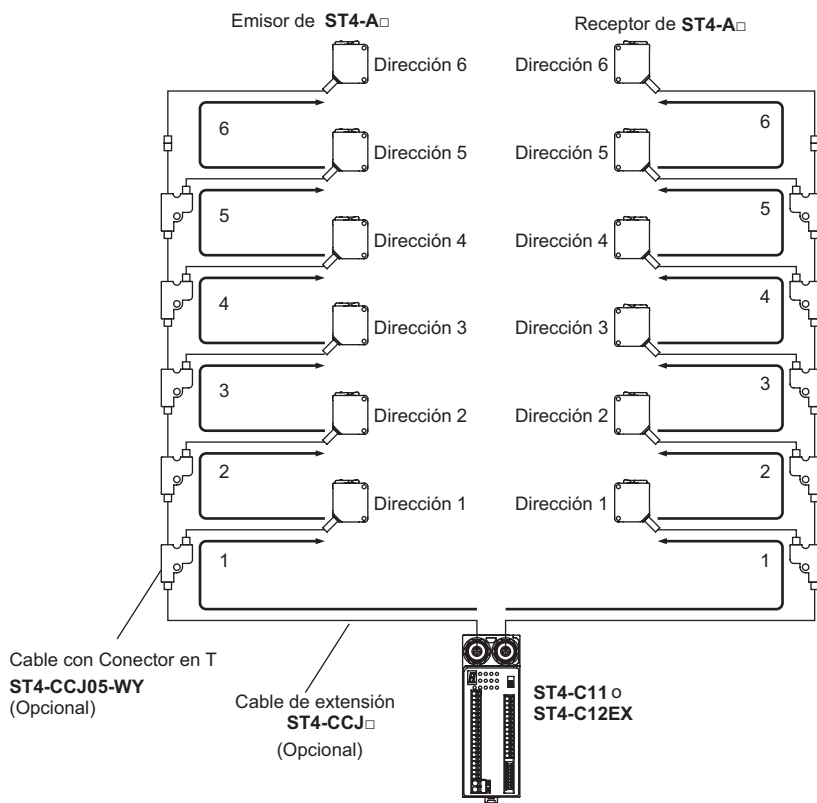 Emisor de ST4-A□
Receptor de ST4-A□
Dirección 6
Dirección 6
6
6
Dirección 5
Dirección 5
5
5
Dirección 4
Dirección 4
4
4
Dirección 3
Dirección 3
3
3
Dirección 2
Dirección 2
2
2
Dirección 1
Dirección 1
1
1
Cable con Conector en T
ST4-CCJ05-WY
(Opcional)
Cable de extensión
ST4-CCJ□
(Opcional)
ST4-C11 o
ST4-C12EX